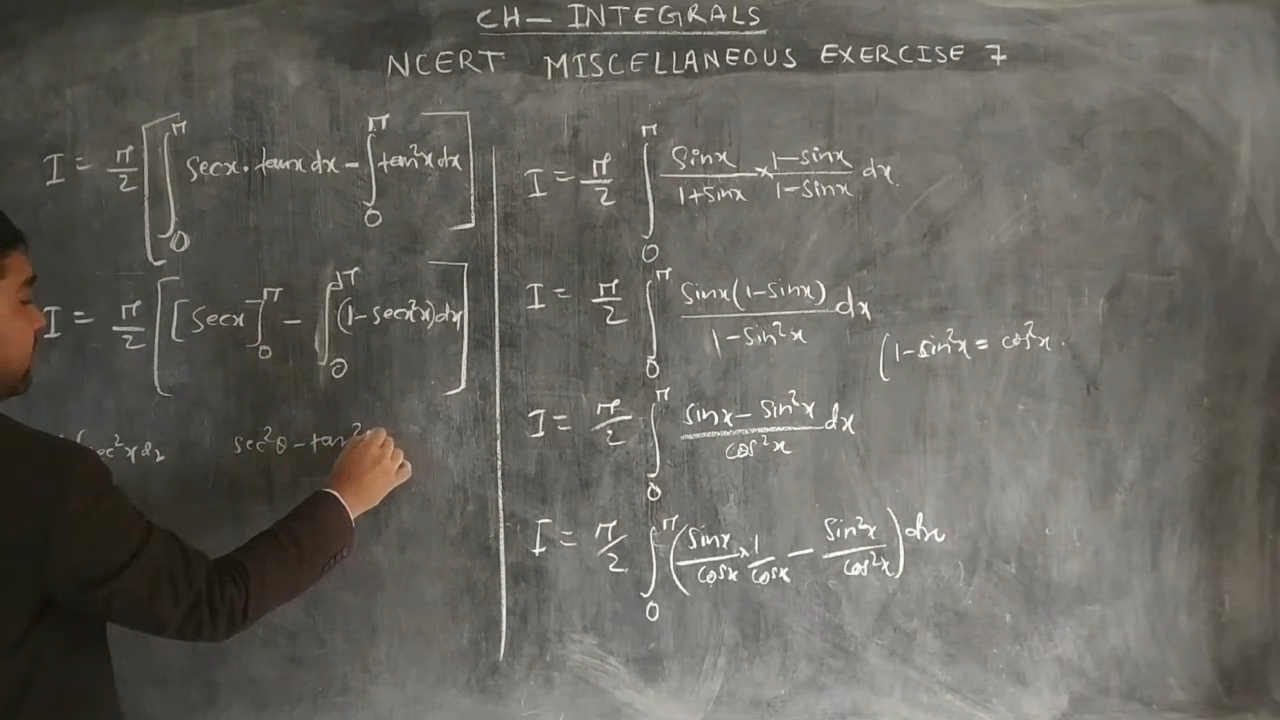 CH – INTEGRALS
NCERT MISCELLANEOUS EXERCISE 7
I = π/2 [∫₀^π secx · tanx dx – ∫₀^π tan²x dx]
I = π/2 [[secx]₀^π – ∫₀^π (1 – sec²x) dx]
sec²x dx
sec²θ – tan²
I = π/2 ∫₀^π sinx/(1+sinx) × (1–sinx)/(1–sinx) dx.
I = π/2 ∫₀^π sinx(1–sinx)/(1–sin²x) dx
(1–sin²x = cos²x.
I = π/2 ∫₀^π (sinx – sin²x)/cos²x dx
I = π/2 ∫₀^π (sinx/cosx × 1/cosx – sin²x/cos²x) dx